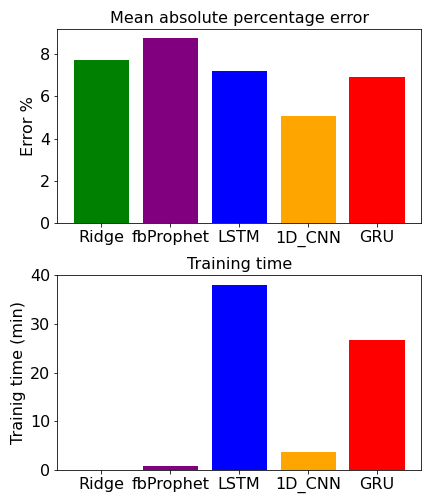 Mean absolute percentage error
8
6
4
2
0
Error %
Ridge fbProphet LSTM 1D_CNN GRU
Training time
40
30
20
10
0
Trainig time (min)
Ridge fbProphet LSTM 1D_CNN GRU